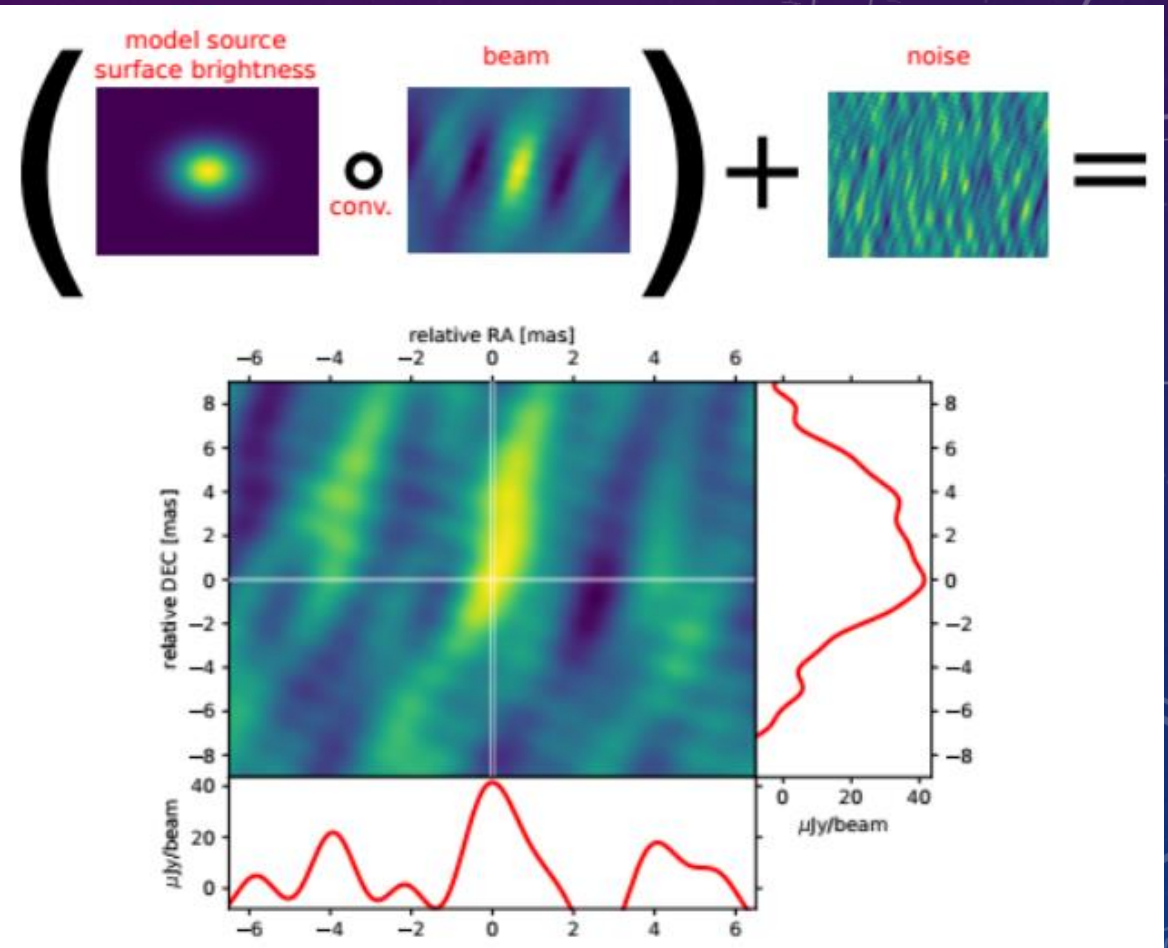 model source
surface brightness
beam
noise
(
∘
conv.
)
+
=
relative RA [mas]
−6 −4 −2 0 2 4 6
relative DEC [mas]
8
6
4
2
0
−2
−4
−6
−8
8
6
4
2
0
−2
−4
−6
−8
0 20 40
μJy/beam
μJy/beam
40
20
0
−6 −4 −2 0 2 4 6